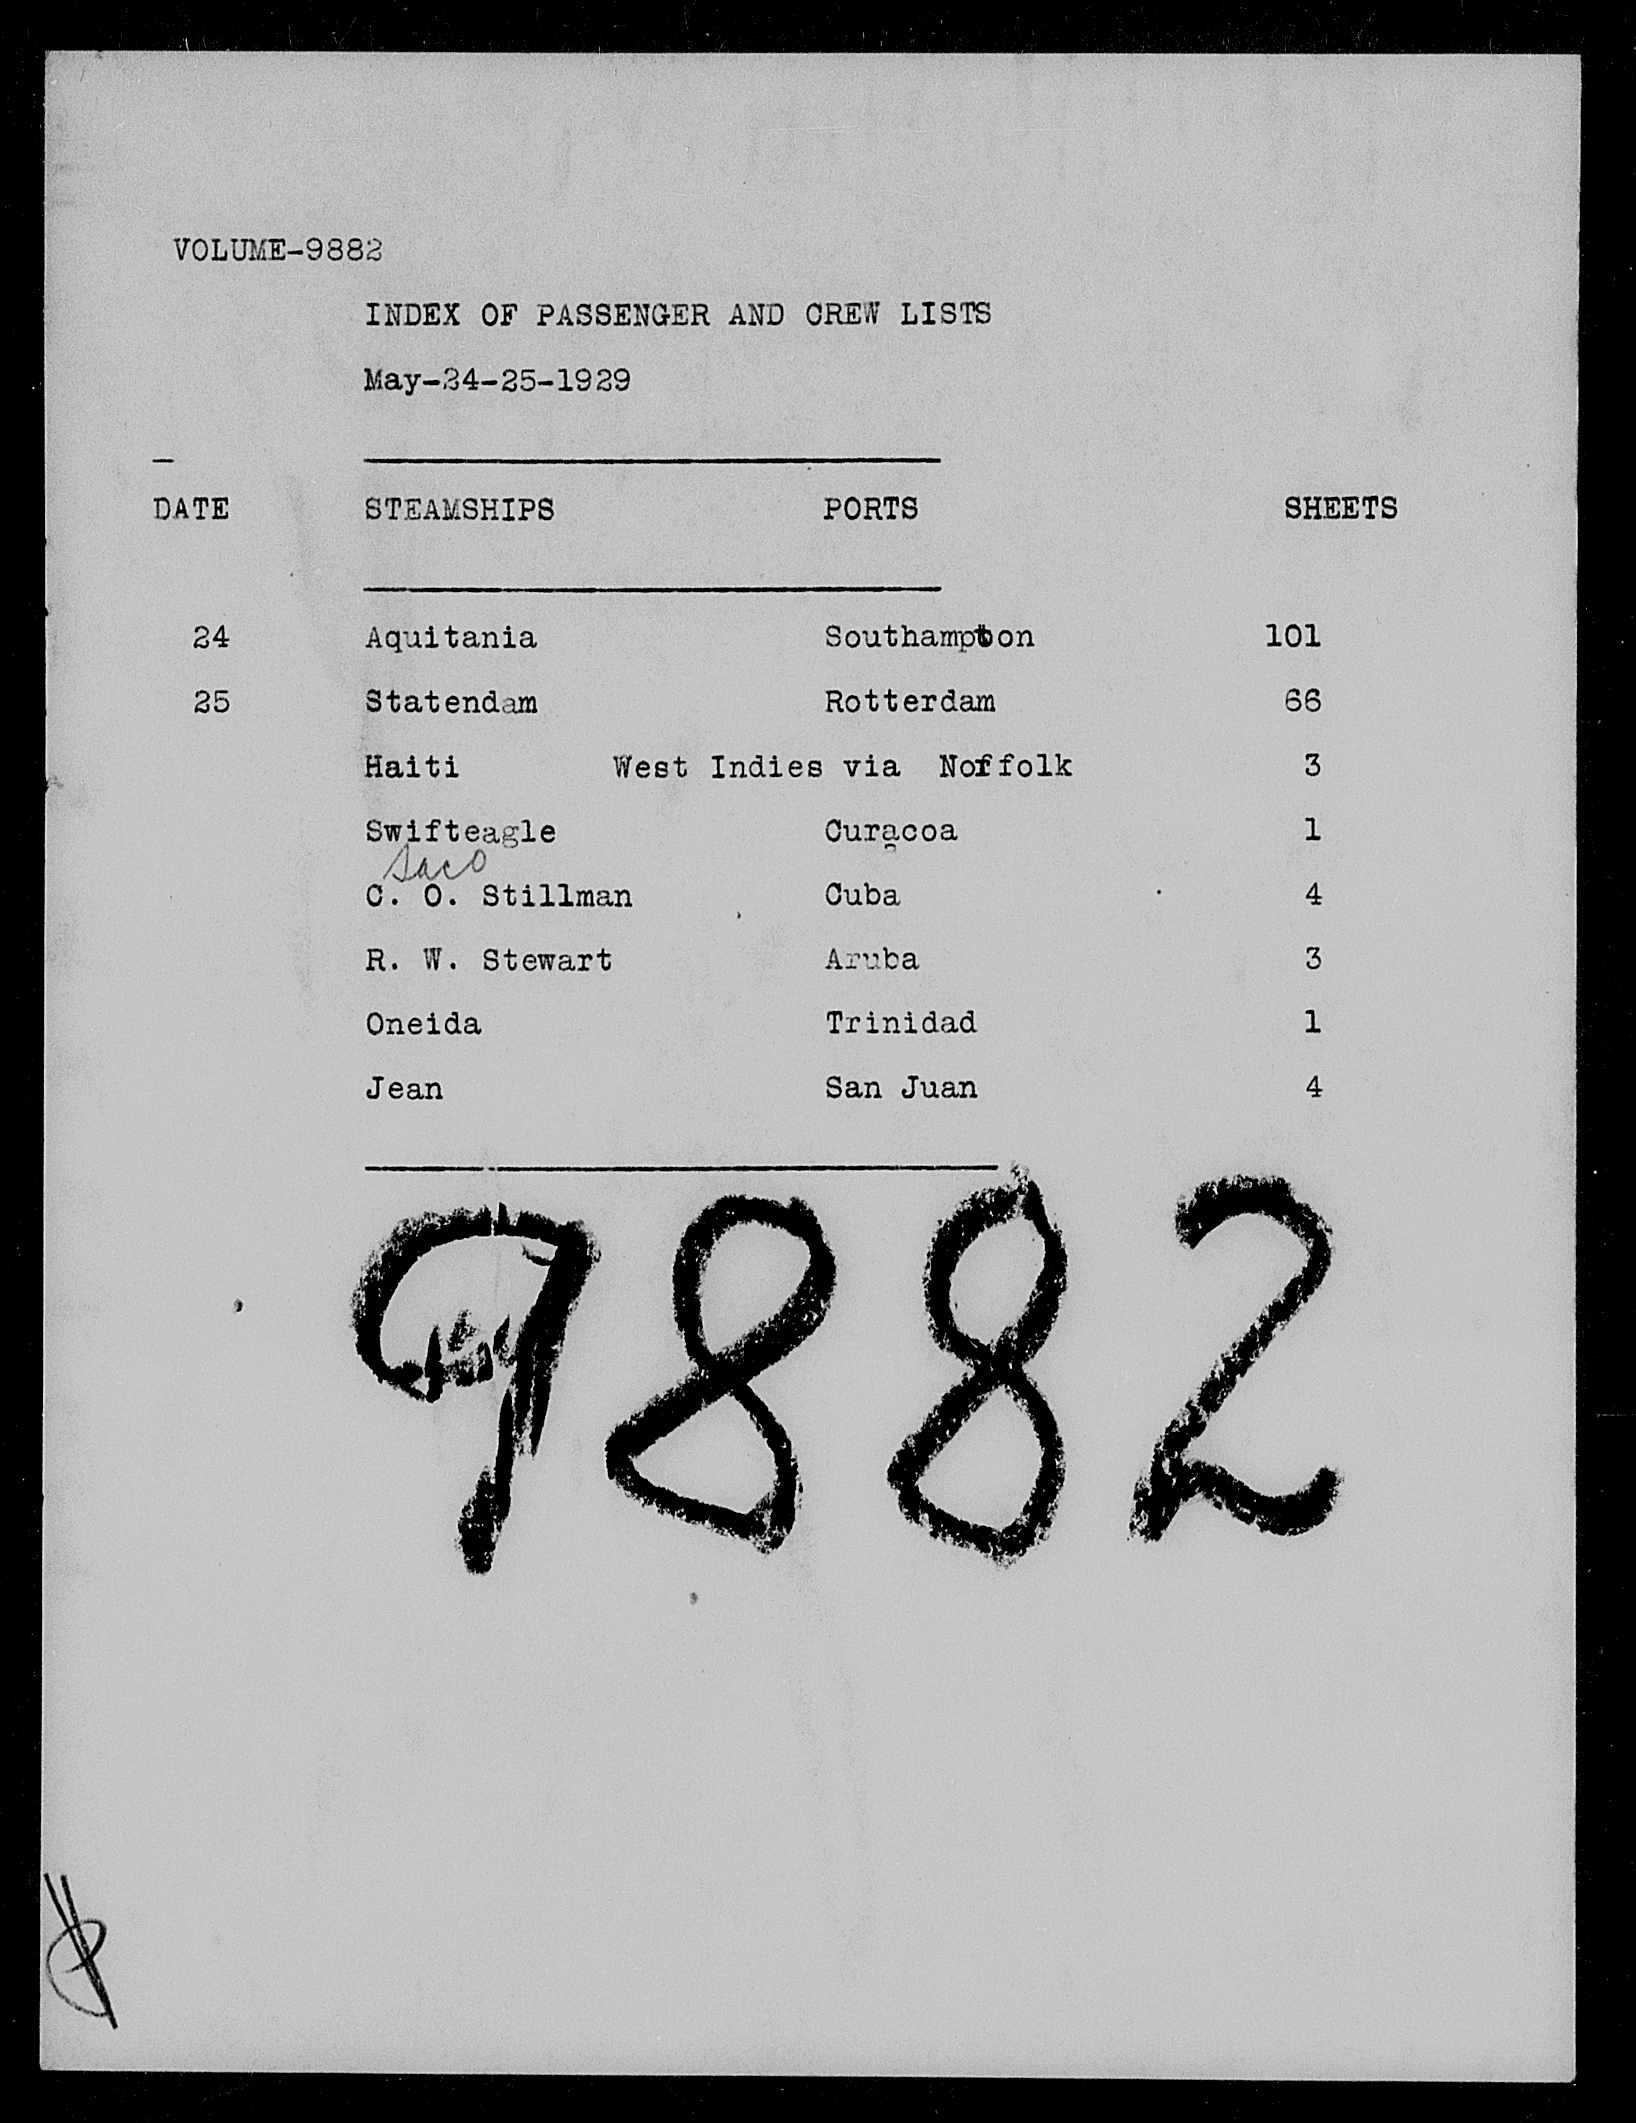 VOLUME-9882
INDEX OF PASSENGER AND CREW LISTS
May-24-25-1929
DATE STEAMSHIPS PORTS SHEETS
24 Aquitania Southampton 101
25 Statendam Rotterdam 66
Haiti West Indies via Norfolk 3
Swifteagle Curacoa 1
Saco
C. O. Stillman Cuba 4
R. W. Stewart Aruba 3
Oneida Trinidad 1
Jean San Juan 4
9882